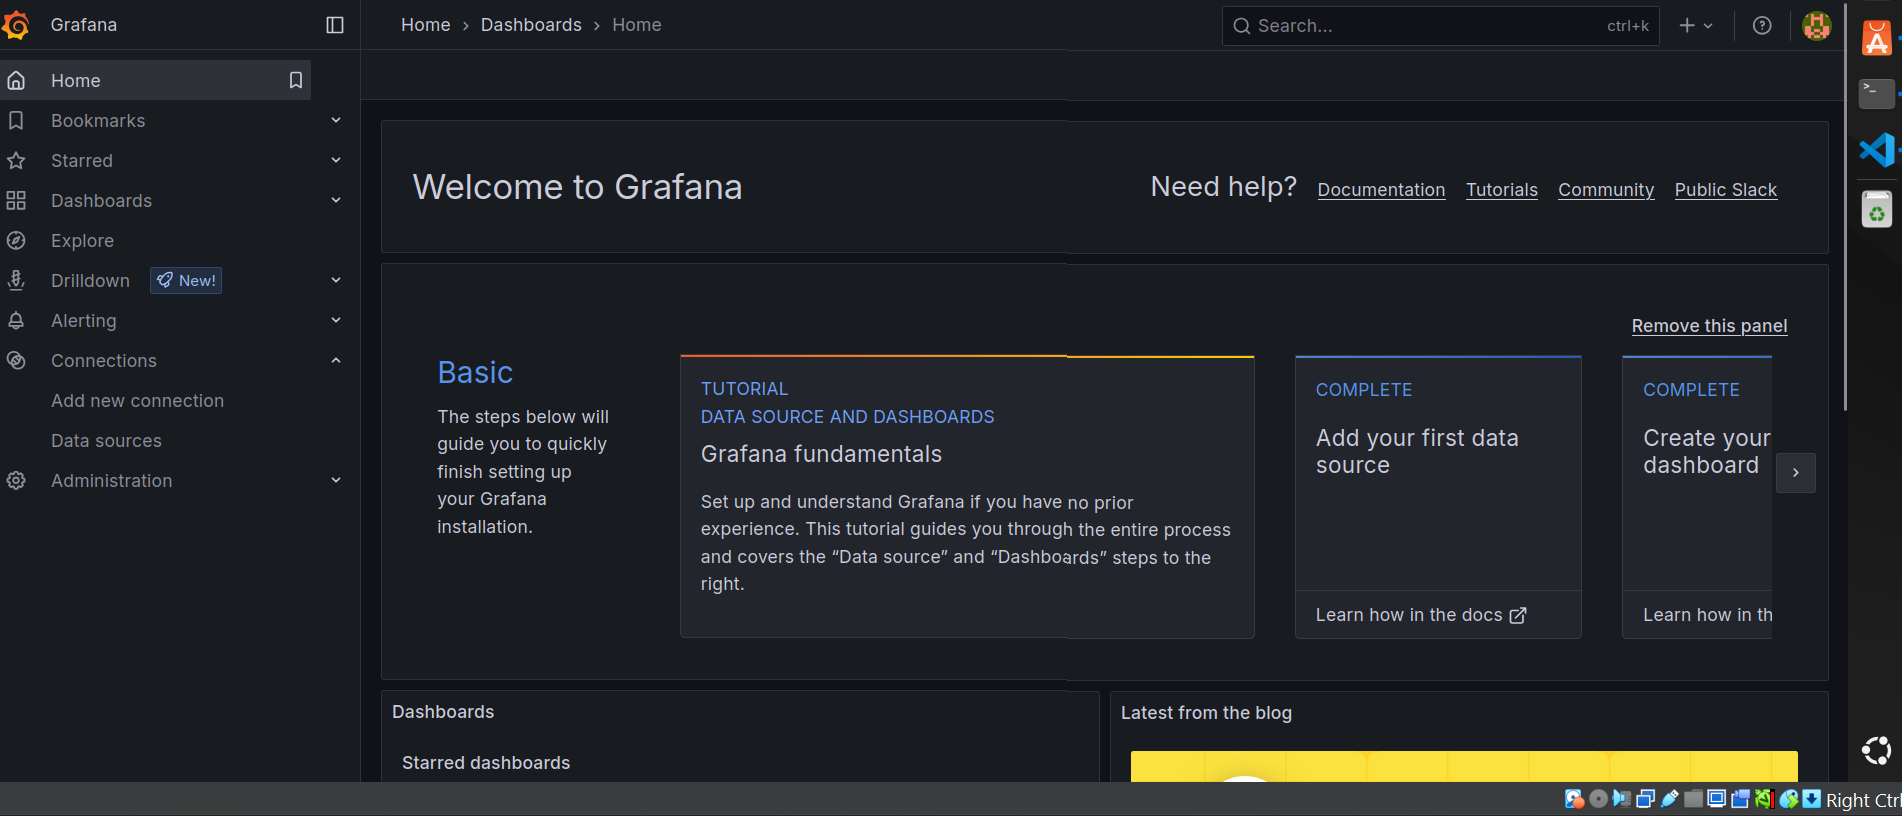 Grafana
Home › Dashboards › Home
Search...
ctrl+k
Home
Bookmarks
Starred
Dashboards
Explore
Drilldown
New!
Alerting
Connections
Add new connection
Data sources
Administration
Welcome to Grafana
Need help?
Documentation
Tutorials
Community
Public Slack
Remove this panel
Basic
The steps below will
guide you to quickly
finish setting up
your Grafana
installation.
TUTORIAL
DATA SOURCE AND DASHBOARDS
Grafana fundamentals
Set up and understand Grafana if you have no prior
experience. This tutorial guides you through the entire process
and covers the “Data source” and “Dashboards” steps to the
right.
COMPLETE
Add your first data
source
Learn how in the docs
COMPLETE
Create your
dashboard
Learn how in th
Dashboards
Starred dashboards
Latest from the blog
Right Ctrl